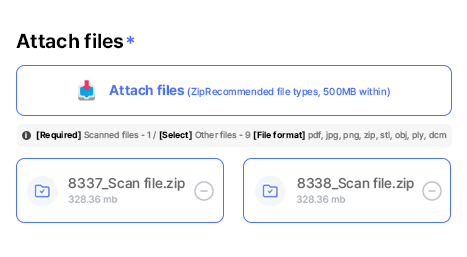 Attach files*
Attach files (ZipRecommended file types, 500MB within)
[Required] Scanned files - 1 / [Select] Other files - 9 [File format] pdf, jpg, png, zip, stl, obj, ply, dcm
8337_Scan file.zip
328.36 mb
8338_Scan file.zip
328.36 mb